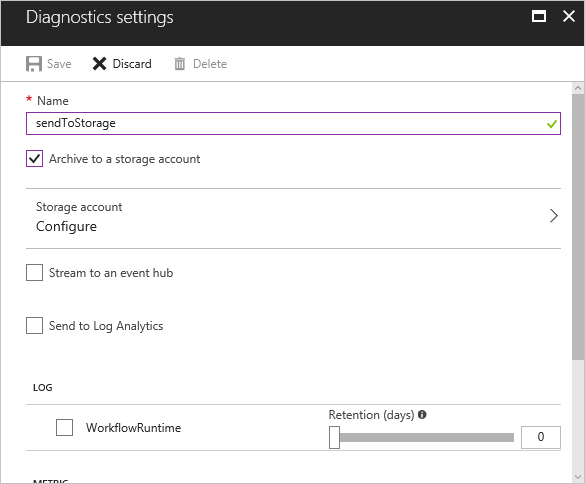 Diagnostics settings
Save Discard Delete
* Name
sendToStorage
Archive to a storage account
Storage account
Configure
Stream to an event hub
Send to Log Analytics
LOG
WorkflowRuntime
Retention (days)
0
METRIC